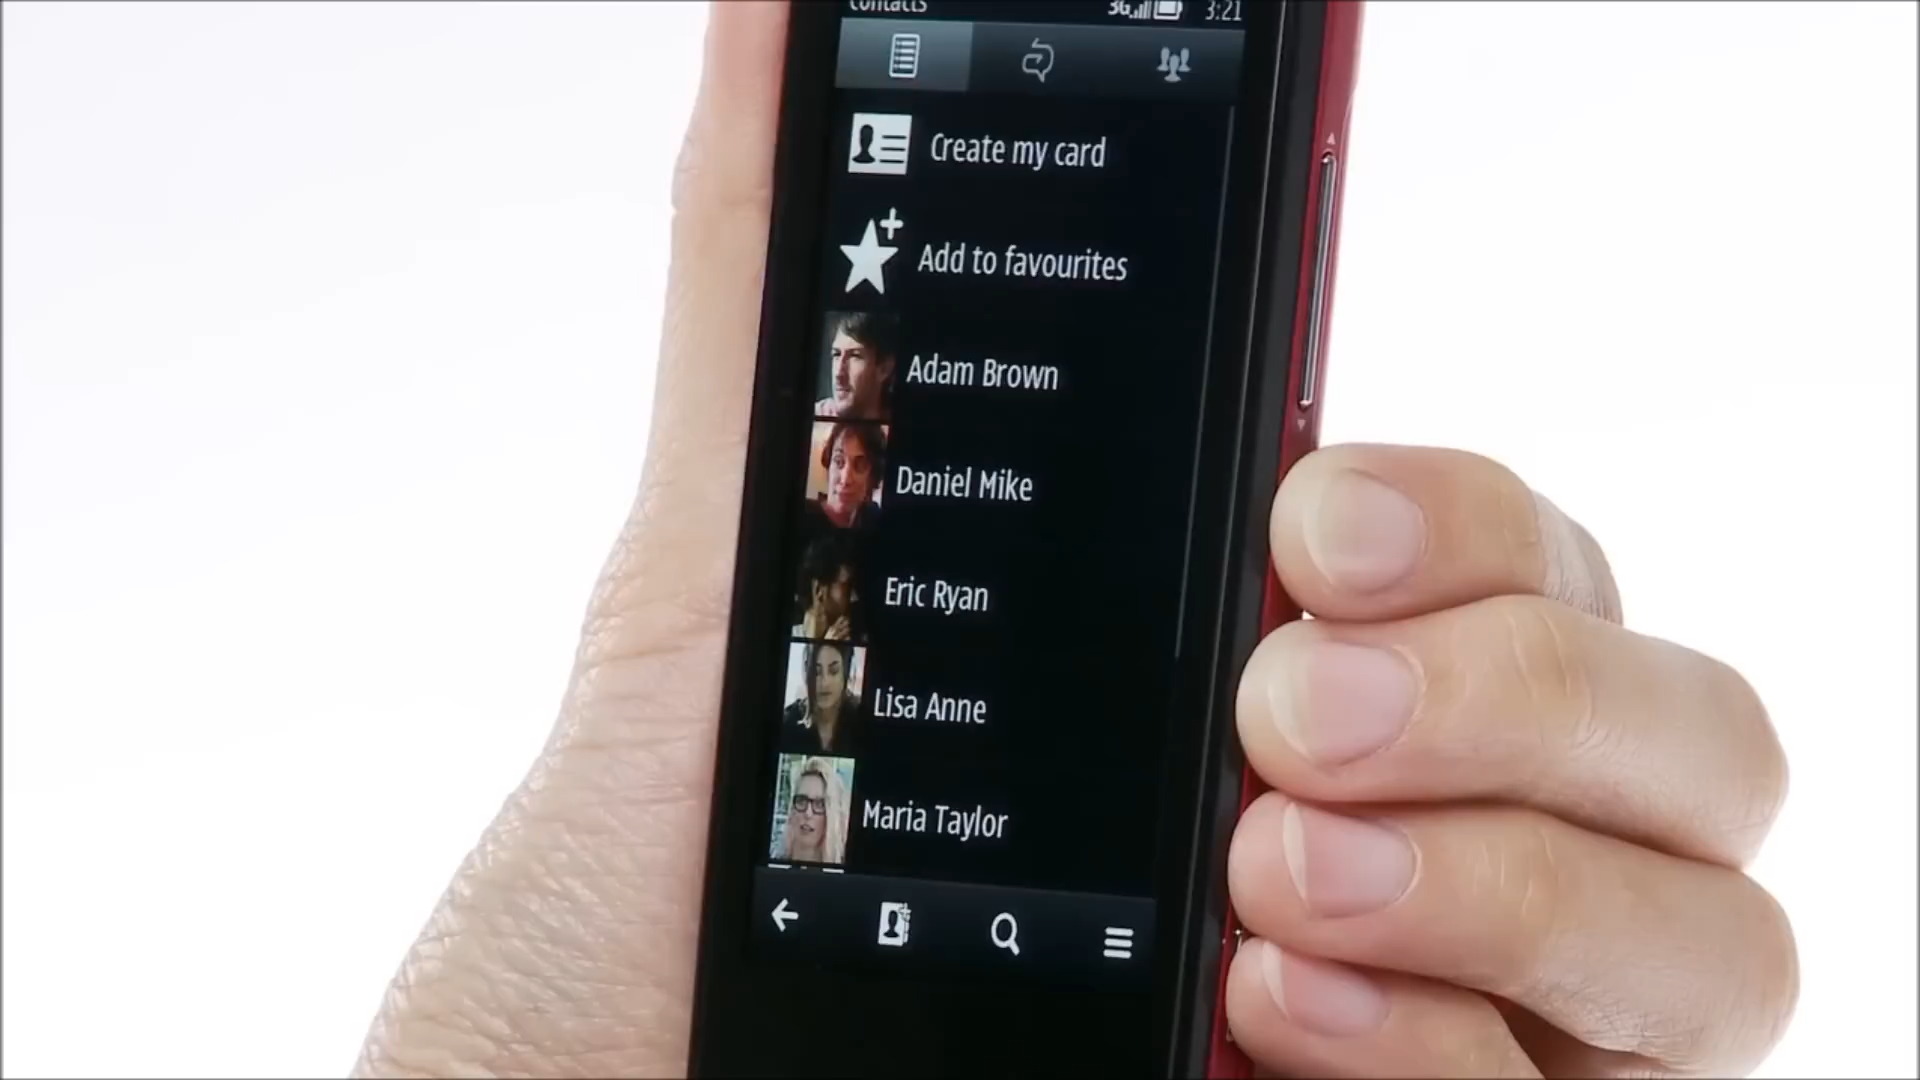 Contacts 3G 3:21
Create my card
Add to favourites
Adam Brown
Daniel Mike
Eric Ryan
Lisa Anne
Maria Taylor